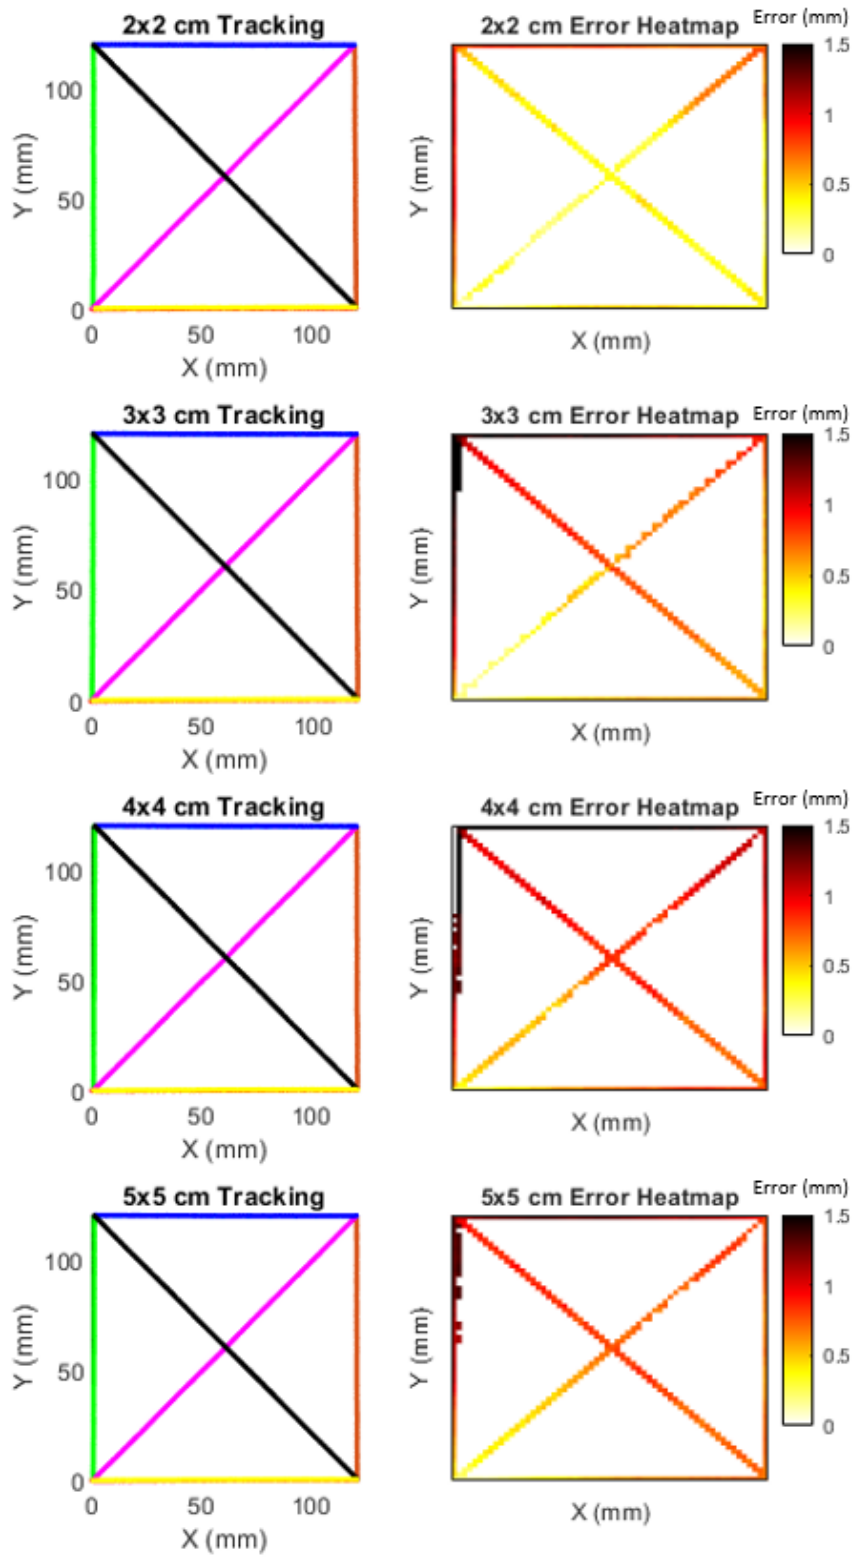 2x2 cm Tracking
2x2 cm Error Heatmap
Error (mm)
Y (mm)
100
50
0
0
50
100
X (mm)
Y (mm)
X (mm)
1.5
1
0.5
0
3x3 cm Tracking
3x3 cm Error Heatmap
Error (mm)
Y (mm)
100
50
0
0
50
100
X (mm)
Y (mm)
X (mm)
1.5
1
0.5
0
4x4 cm Tracking
4x4 cm Error Heatmap
Error (mm)
Y (mm)
100
50
0
0
50
100
X (mm)
Y (mm)
X (mm)
1.5
1
0.5
0
5x5 cm Tracking
5x5 cm Error Heatmap
Error (mm)
Y (mm)
100
50
0
0
50
100
X (mm)
Y (mm)
X (mm)
1.5
1
0.5
0